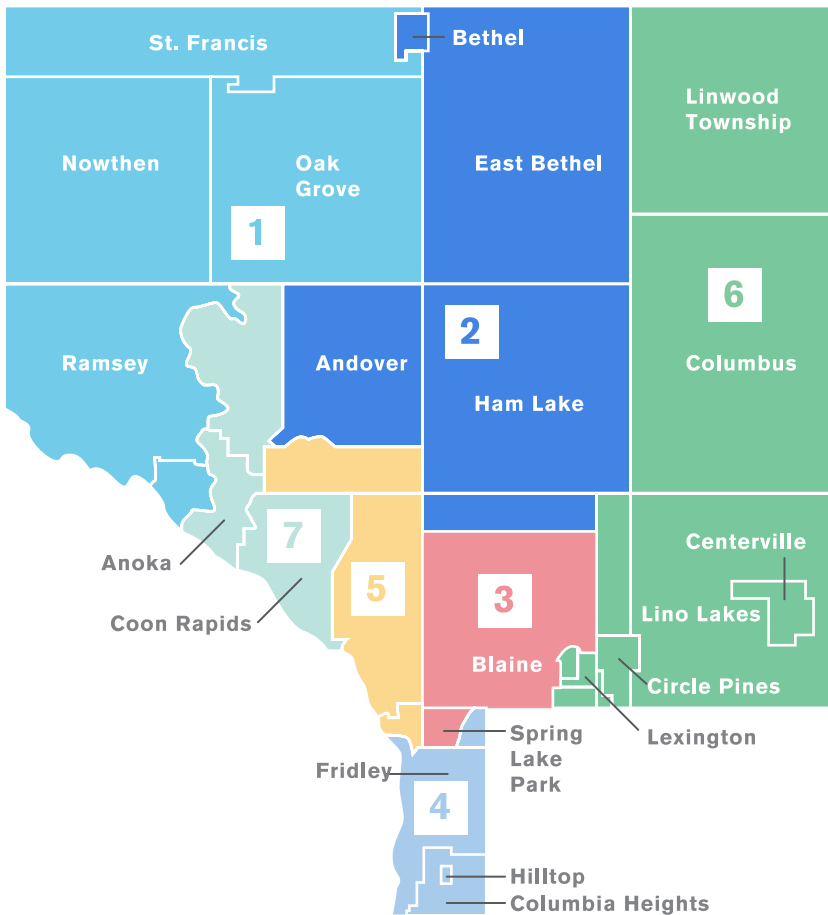 St. Francis
Bethel
Linwood
Township
Nowthen
Oak
Grove
East Bethel
1
6
2
Ramsey
Andover
Columbus
Ham Lake
7
Centerville
Anoka
5
3
Lino Lakes
Coon Rapids
Blaine
Circle Pines
Spring
Lake
Park
Lexington
Fridley
4
Hilltop
Columbia Heights